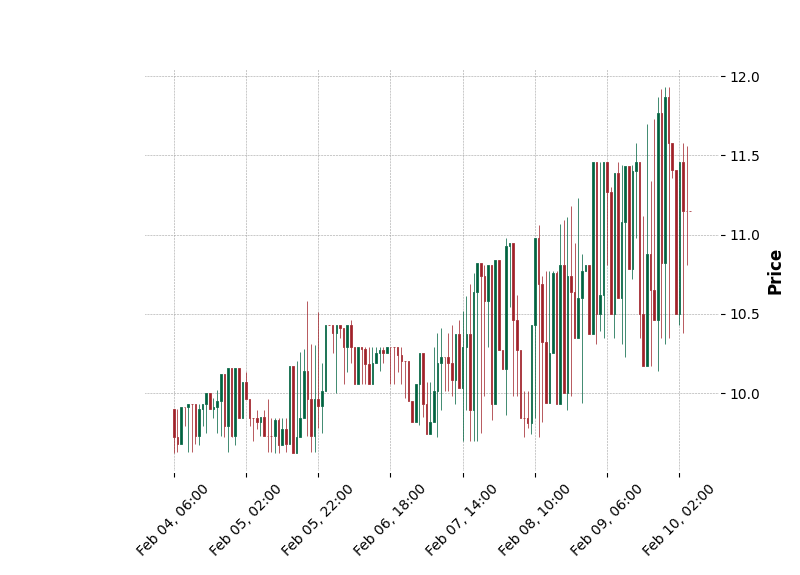 12.0
11.5
11.0
10.5
10.0
Price
Feb 04, 06:00
Feb 05, 02:00
Feb 05, 22:00
Feb 06, 18:00
Feb 07, 14:00
Feb 08, 10:00
Feb 09, 06:00
Feb 10, 02:00